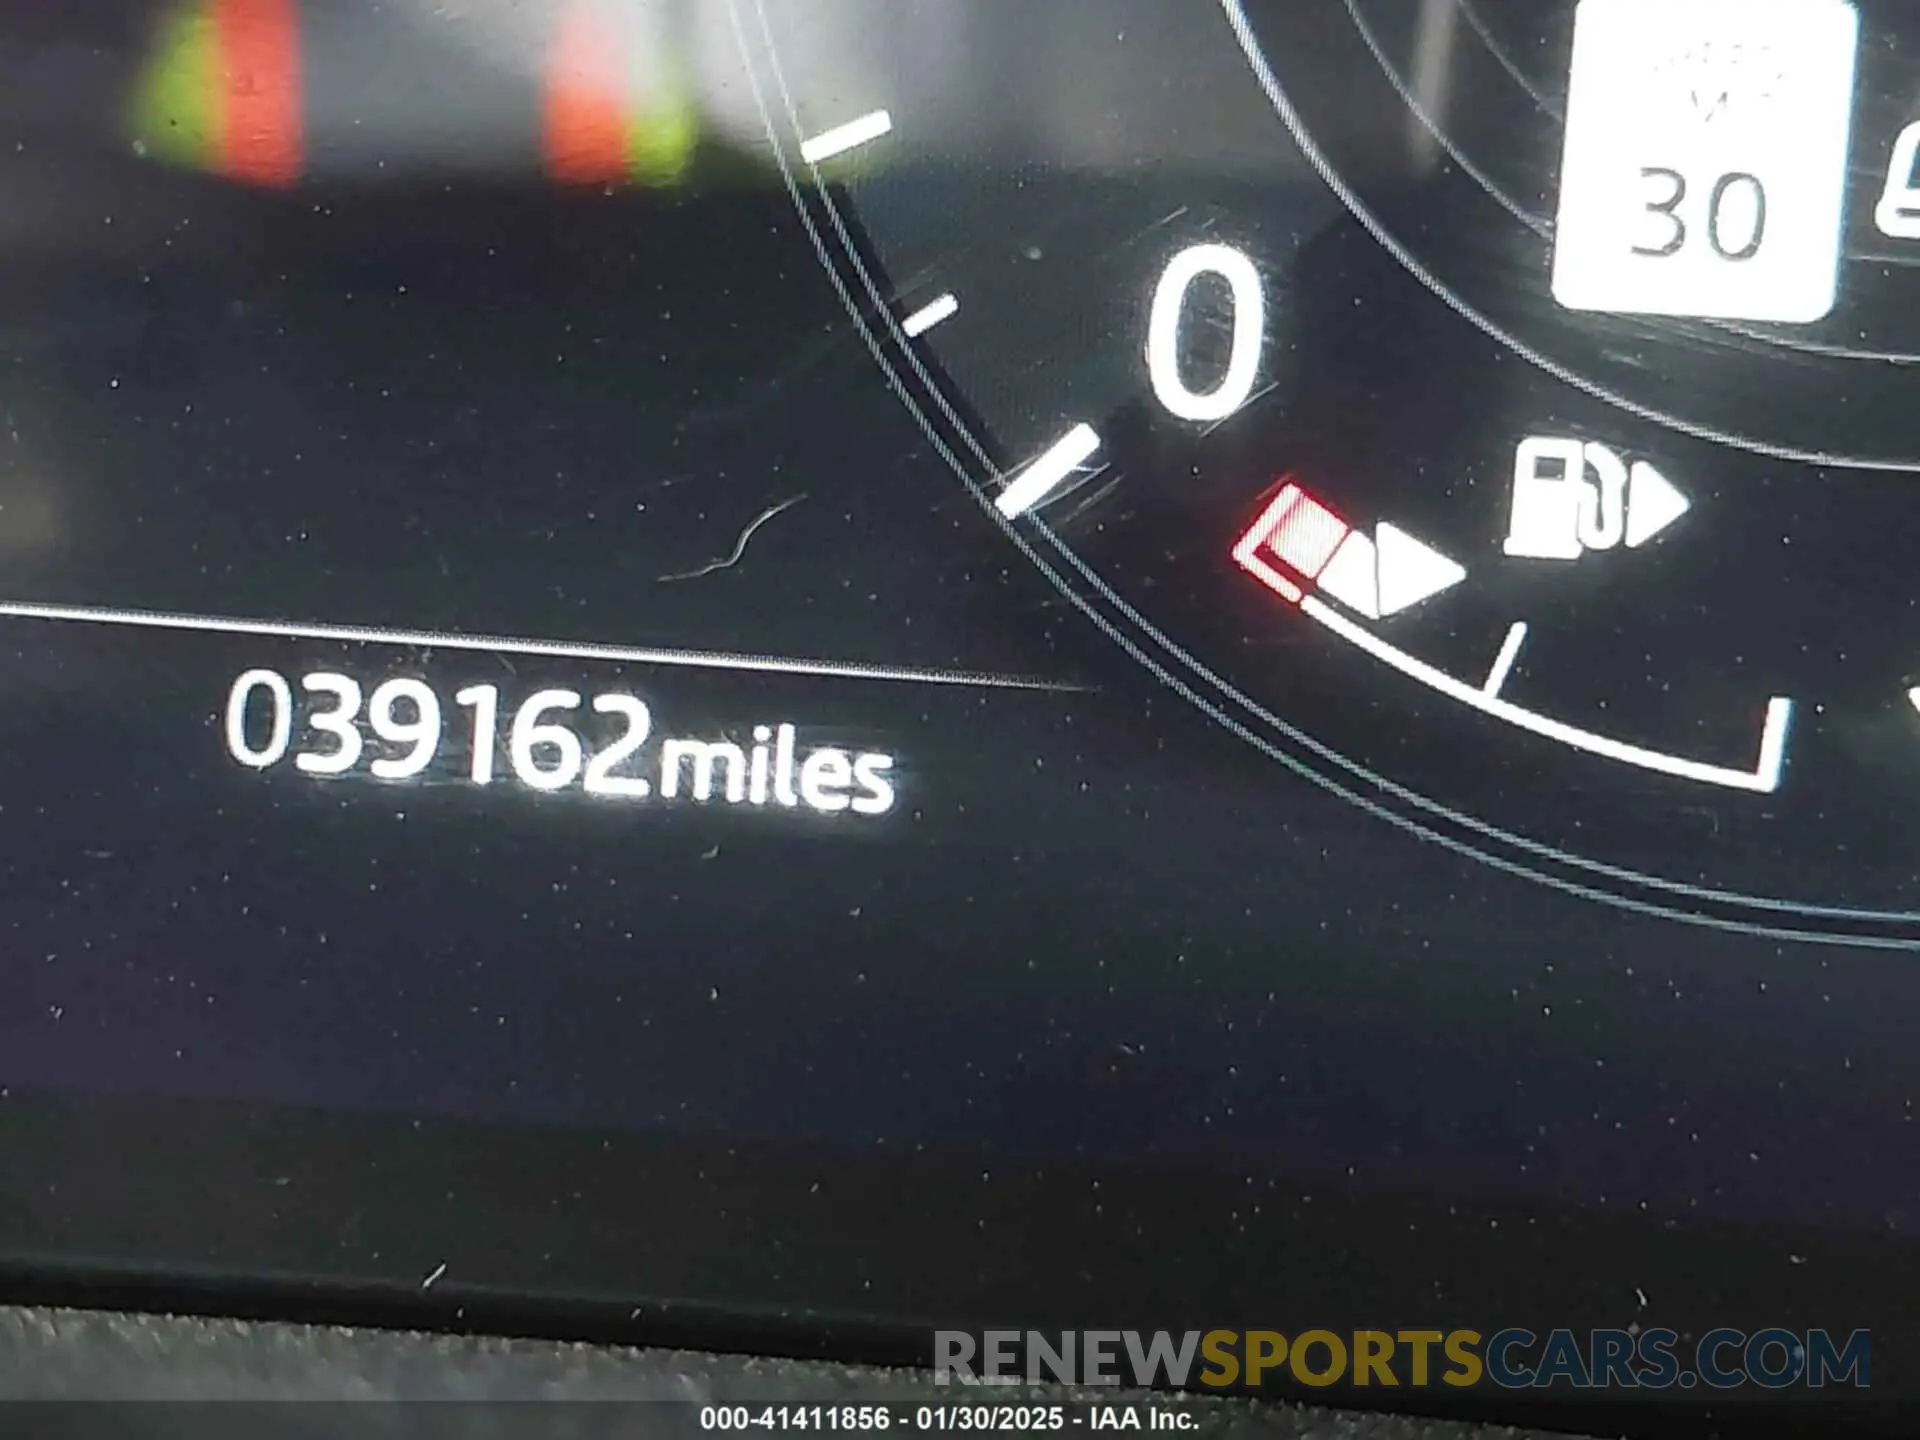 30
0
039162miles
RENEWSPORTSCARS.COM
000-41411856 - 01/30/2025 - IAA Inc.